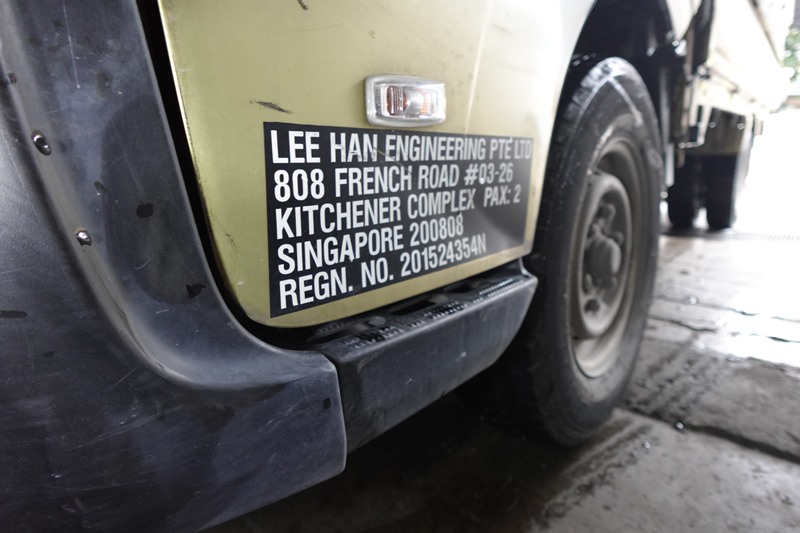 LEE HAN ENGINEERING PTE LTD
808 FRENCH ROAD #03-26
KITCHENER COMPLEX PAX: 2
SINGAPORE 200808
REGN. NO. 201524354N